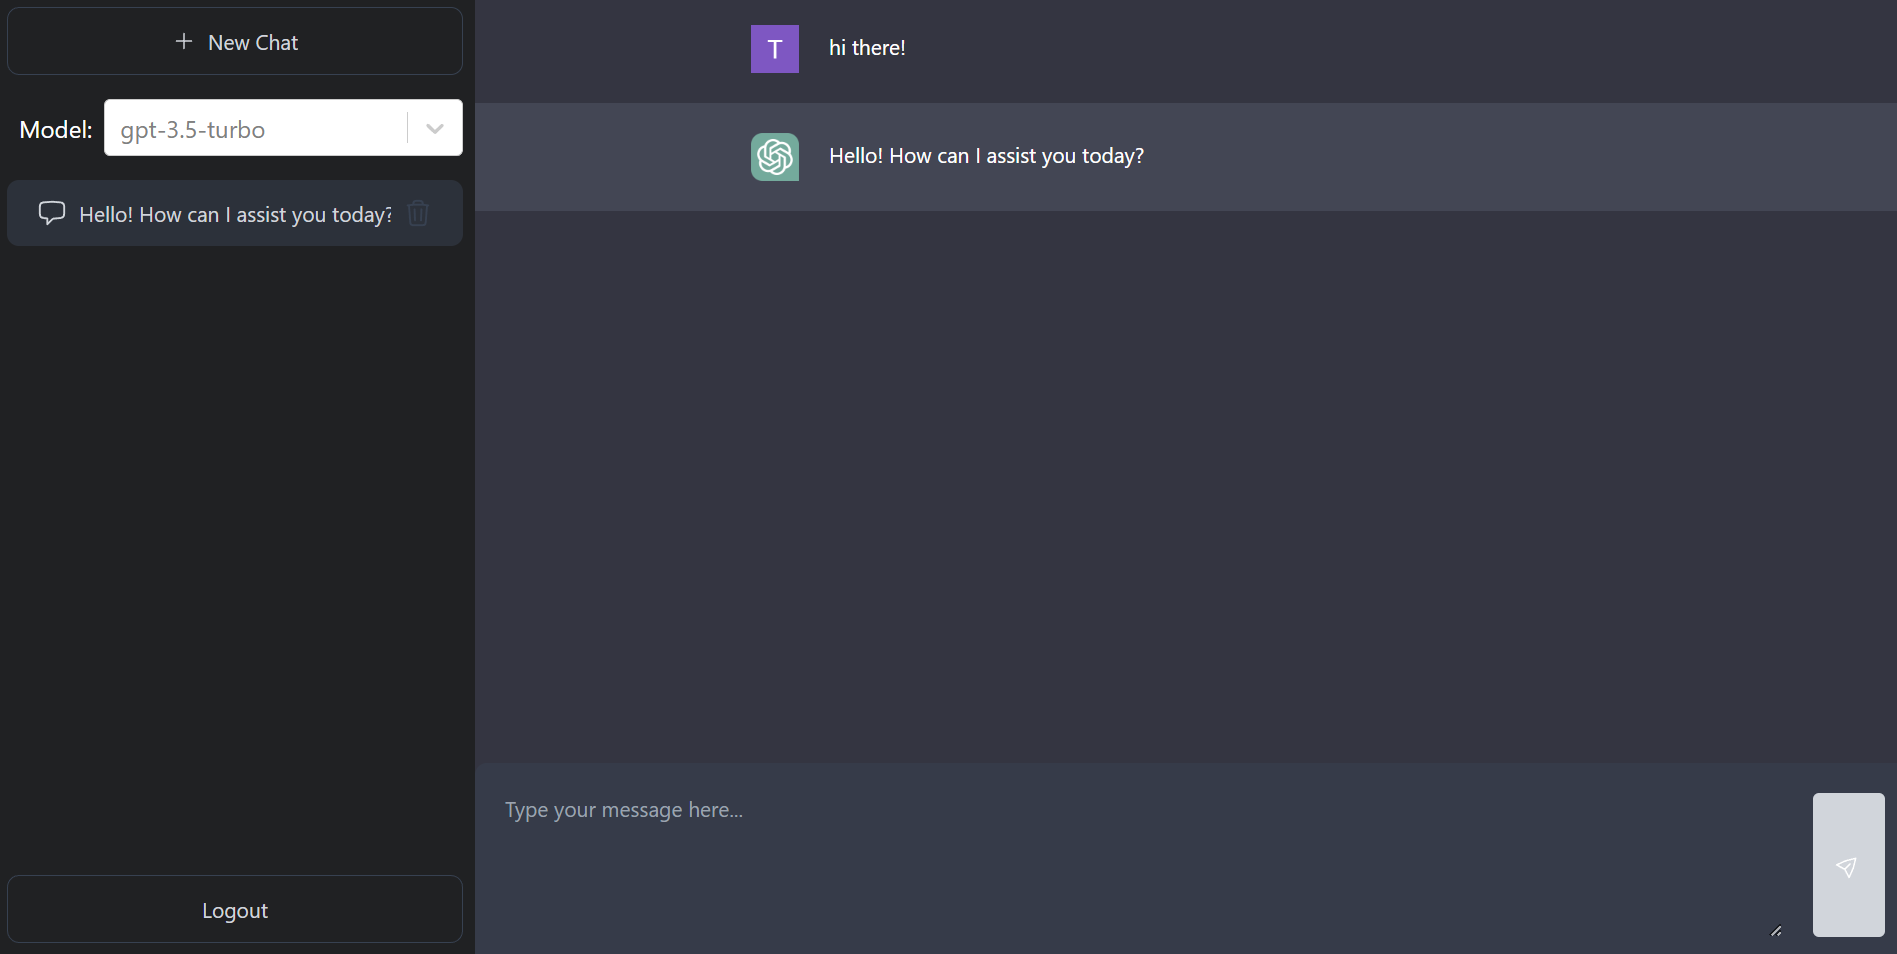 New Chat
Model: gpt-3.5-turbo
Hello! How can I assist you today?
Logout
T hi there!
Hello! How can I assist you today?
Type your message here...